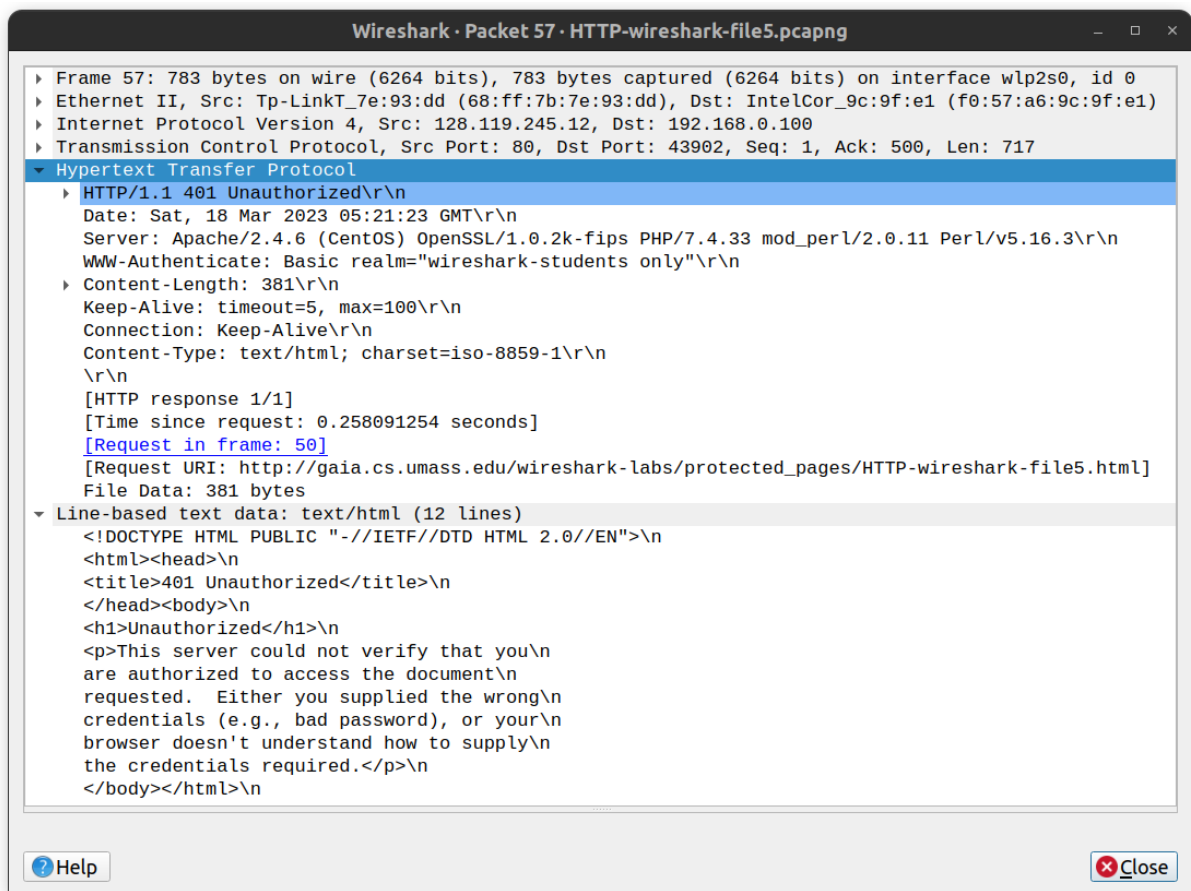 Wireshark · Packet 57 · HTTP-wireshark-file5.pcapng
Frame 57: 783 bytes on wire (6264 bits), 783 bytes captured (6264 bits) on interface wlp2s0, id 0
Ethernet II, Src: Tp-LinkT_7e:93:dd (68:ff:7b:7e:93:dd), Dst: IntelCor_9c:9f:e1 (f0:57:a6:9c:9f:e1)
Internet Protocol Version 4, Src: 128.119.245.12, Dst: 192.168.0.100
Transmission Control Protocol, Src Port: 80, Dst Port: 43902, Seq: 1, Ack: 500, Len: 717
Hypertext Transfer Protocol
HTTP/1.1 401 Unauthorized\r\n
Date: Sat, 18 Mar 2023 05:21:23 GMT\r\n
Server: Apache/2.4.6 (CentOS) OpenSSL/1.0.2k-fips PHP/7.4.33 mod_perl/2.0.11 Perl/v5.16.3\r\n
WWW-Authenticate: Basic realm="wireshark-students only"\r\n
Content-Length: 381\r\n
Keep-Alive: timeout=5, max=100\r\n
Connection: Keep-Alive\r\n
Content-Type: text/html; charset=iso-8859-1\r\n
\r\n
[HTTP response 1/1]
[Time since request: 0.258091254 seconds]
[Request in frame: 50]
[Request URI: http://gaia.cs.umass.edu/wireshark-labs/protected_pages/HTTP-wireshark-file5.html]
File Data: 381 bytes
Line-based text data: text/html (12 lines)
<!DOCTYPE HTML PUBLIC "-//IETF//DTD HTML 2.0//EN">\n
<html><head>\n
<title>401 Unauthorized</title>\n
</head><body>\n
<h1>Unauthorized</h1>\n
<p>This server could not verify that you\n
are authorized to access the document\n
requested.  Either you supplied the wrong\n
credentials (e.g., bad password), or your\n
browser doesn't understand how to supply\n
the credentials required.</p>\n
</body></html>\n
Help
Close